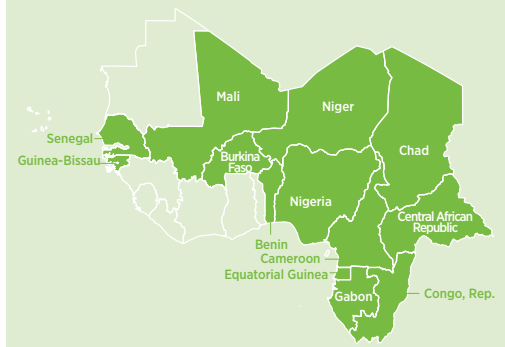 Mali
Niger
Senegal
Chad
Guinea-Bissau
Burkina
Faso
Nigeria
Central African
Republic
Benin
Cameroon
Equatorial Guinea
Gabon
Congo, Rep.